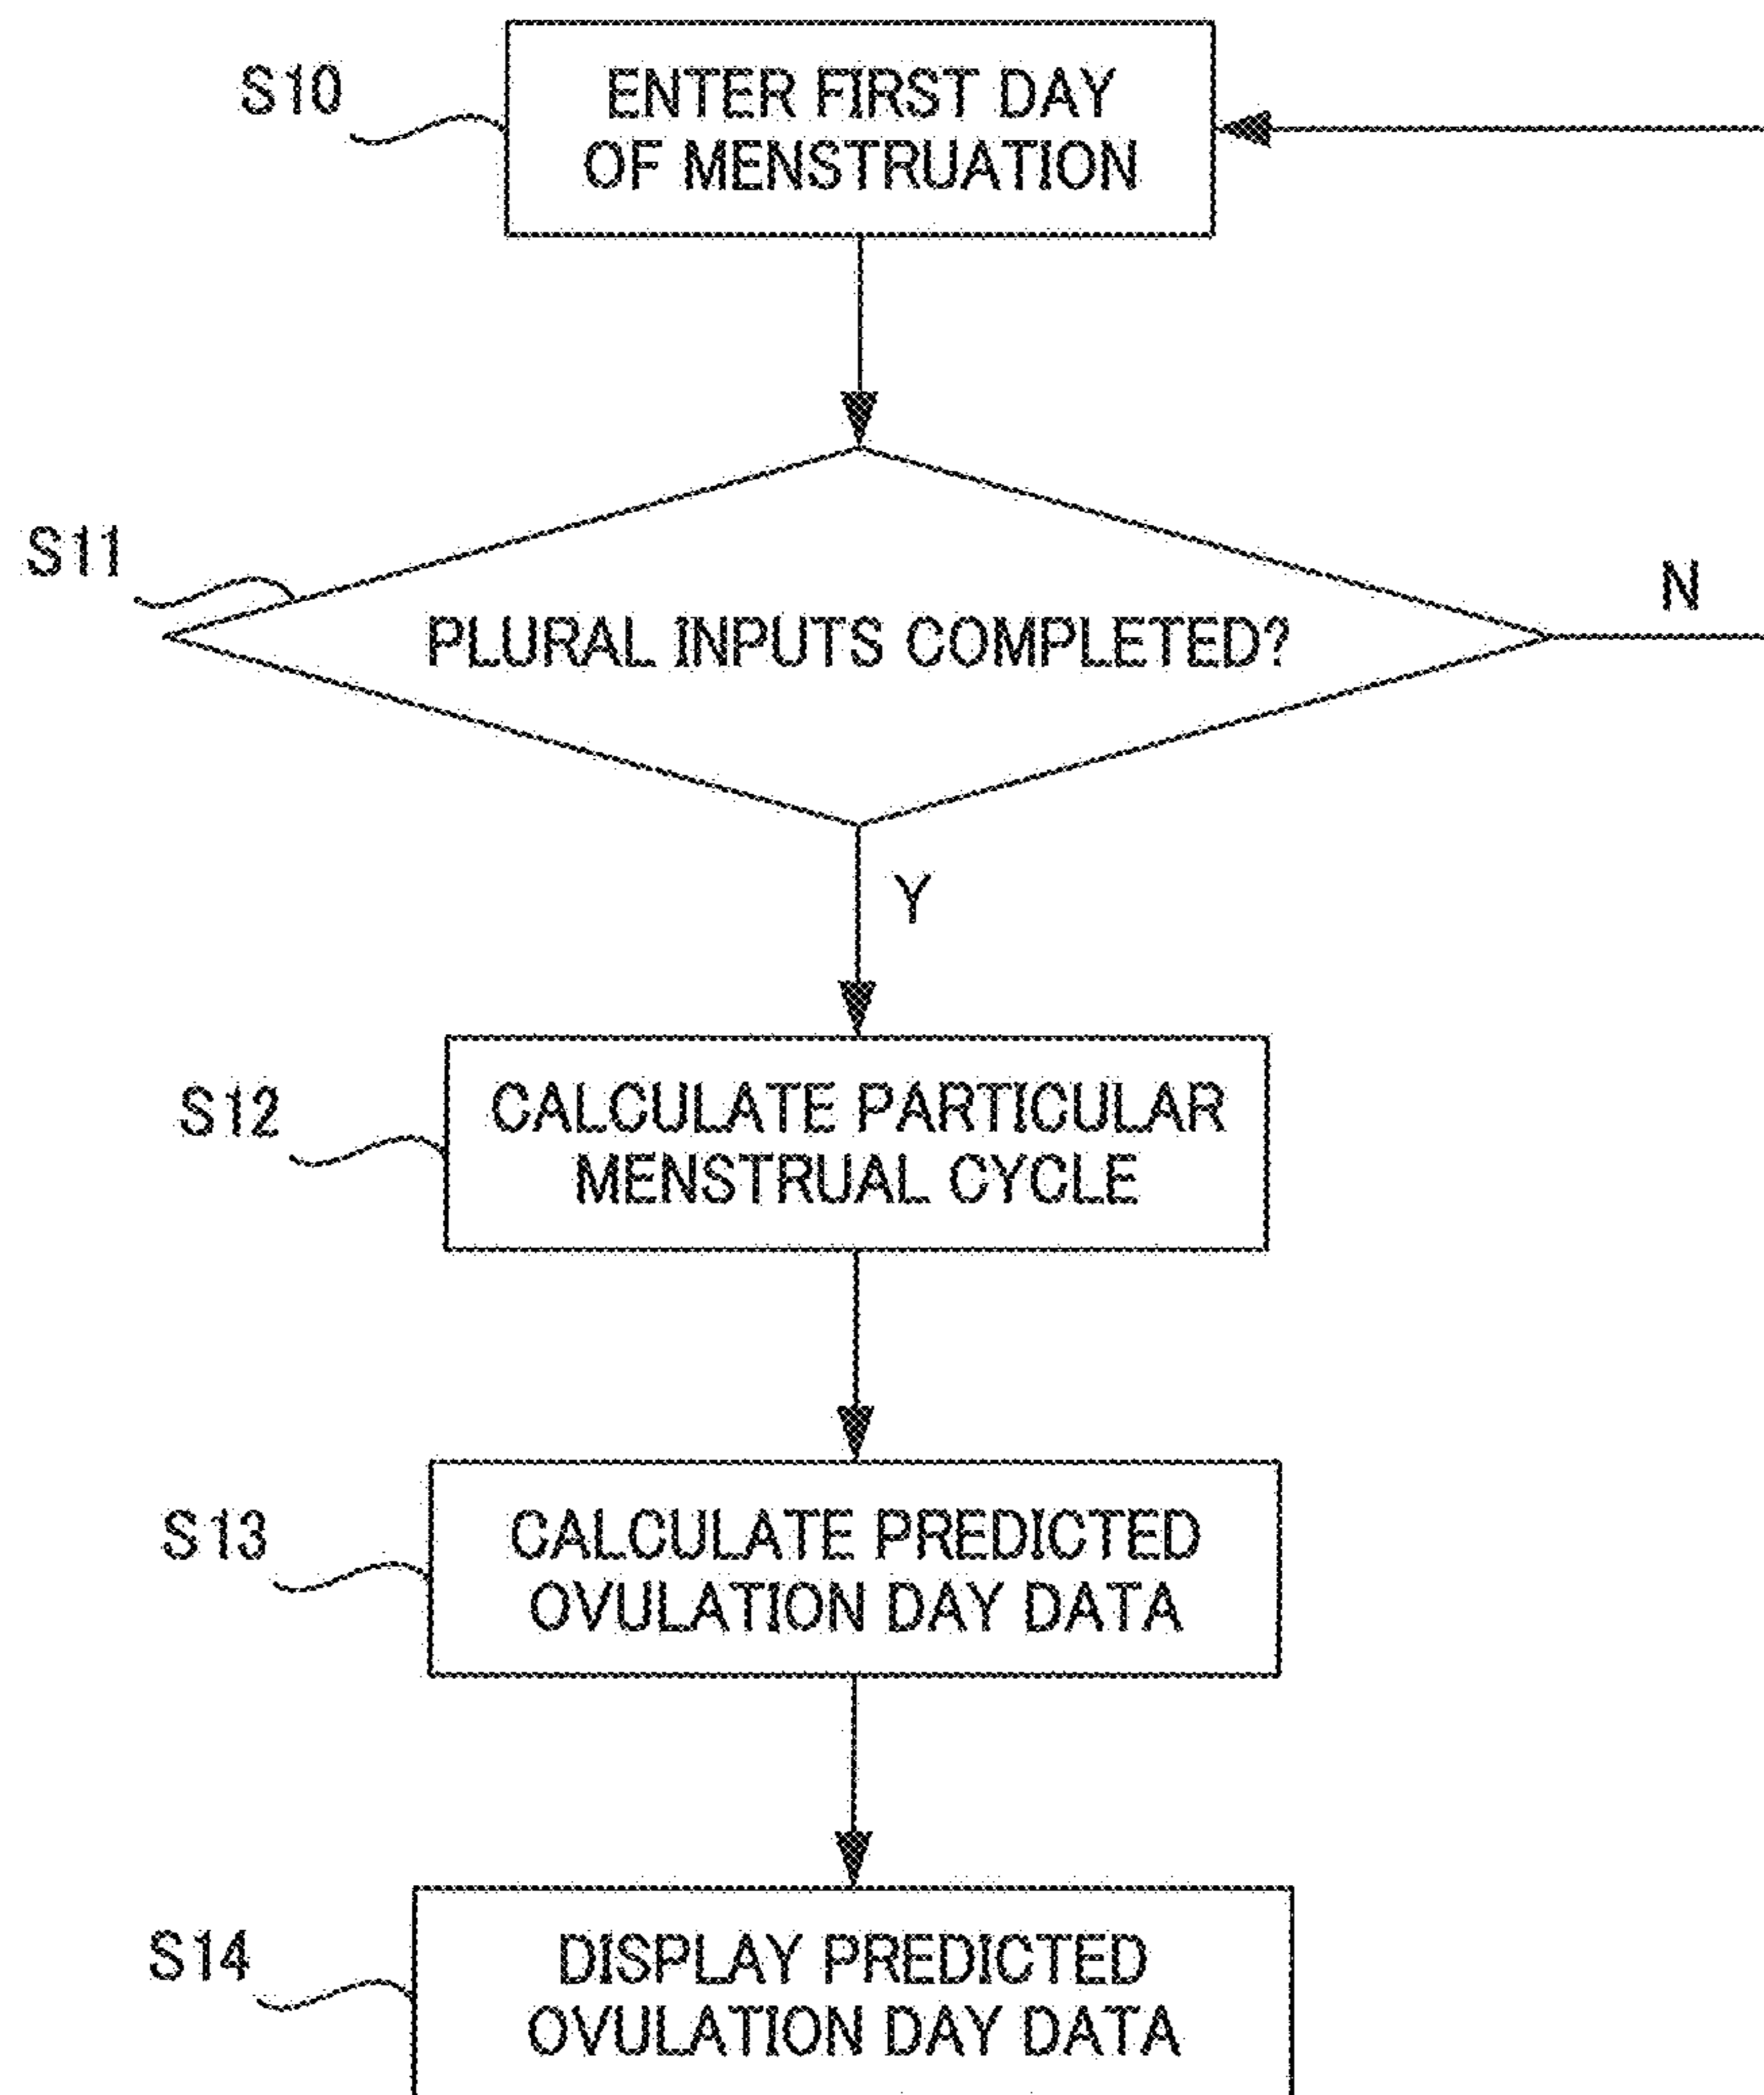 S10
ENTER FIRST DAY
OF MENSTRUATION
S11
PLURAL INPUTS COMPLETED?
N
Y
S12
CALCULATE PARTICULAR
MENSTRUAL CYCLE
S13
CALCULATE PREDICTED
OVULATION DAY DATA
S14
DISPLAY PREDICTED
OVULATION DAY DATA